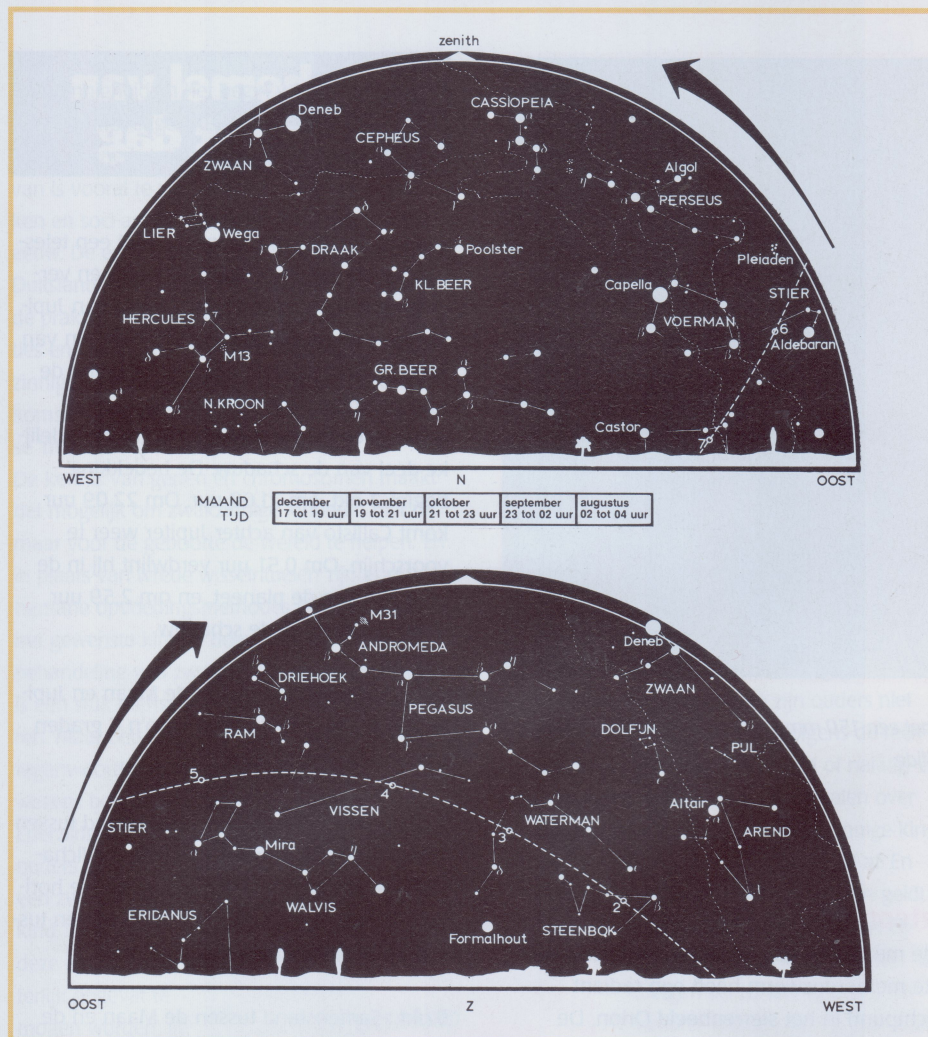 zenith
Deneb
CASSIOPEIA
CEPHEUS
ZWAAN
Algol
PERSEUS
LIER
Wega
DRAAK
Poolster
Pleiaden
KL.BEER
Capella
STIER
HERCULES
VOERMAN
6
Aldebaran
M13
GR.BEER
N.KROON
Castor
7
WEST
N
OOST
MAAND
TIJD
december
17 tot 19 uur
november
19 tot 21 uur
oktober
21 tot 23 uur
september
23 tot 02 uur
augustus
02 tot 04 uur
M31
ANDROMEDA
Deneb
DRIEHOEK
ZWAAN
PEGASUS
RAM
DOLFIJN
PIJL
5
4
VISSEN
Altair
STIER
WATERMAN
3
AREND
Mira
ERIDANUS
WALVIS
2
Formalhout
STEENBOK
OOST
Z
WEST